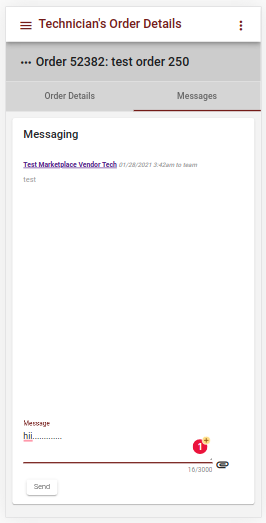 Technician's Order Details
Order 52382: test order 250
Order Details
Messages
Messaging
Test Marketplace Vendor Tech 01/28/2021 3:42am to team
test
Message
hii.............
1
16/3000
Send